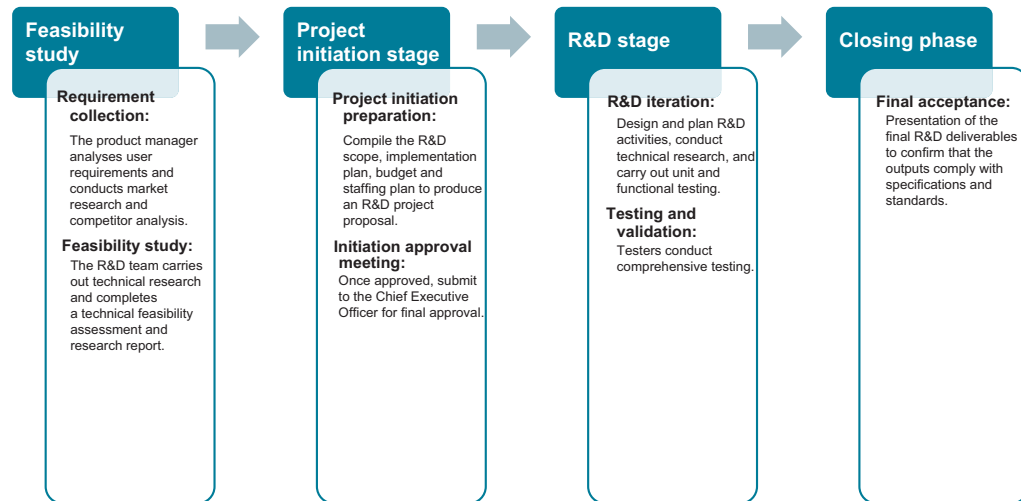 Feasibility
study
Requirement
collection:
The product manager
analyses user
requirements and
conducts market
research and
competitor analysis.
Feasibility study:
The R&D team carries
out technical research
and completes
a technical feasibility
assessment and
research report.
Project
initiation stage
Project initiation
preparation:
Compile the R&D
scope, implementation
plan, budget and
staffing plan to produce
an R&D project
proposal.
Initiation approval
meeting:
Once approved, submit
to the Chief Executive
Officer for final approval.
R&D stage
R&D iteration:
Design and plan R&D
activities, conduct
technical research, and
carry out unit and
functional testing.
Testing and
validation:
Testers conduct
comprehensive testing.
Closing phase
Final acceptance:
Presentation of the
final R&D deliverables
to confirm that the
outputs comply with
specifications and
standards.